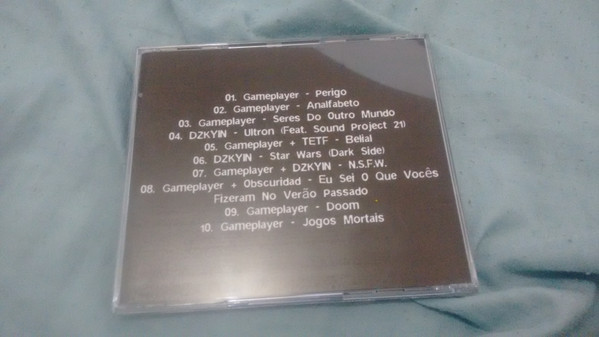 01. Gameplayer - Perigo
02. Gameplayer - Analfabeto
03. Gameplayer - Seres Do Outro Mundo
04. DZKYIN - Ultron (Feat. Sound Project 21)
05. Gameplayer + TETF - Belial
06. DZKYIN - Star Wars (Dark Side)
07. Gameplayer + DZKYIN - N.S.F.W.
08. Gameplayer + Obscuridad - Eu Sei O Que Vocês
Fizeram No Verão Passado
09. Gameplayer - Doom
10. Gameplayer - Jogos Mortais